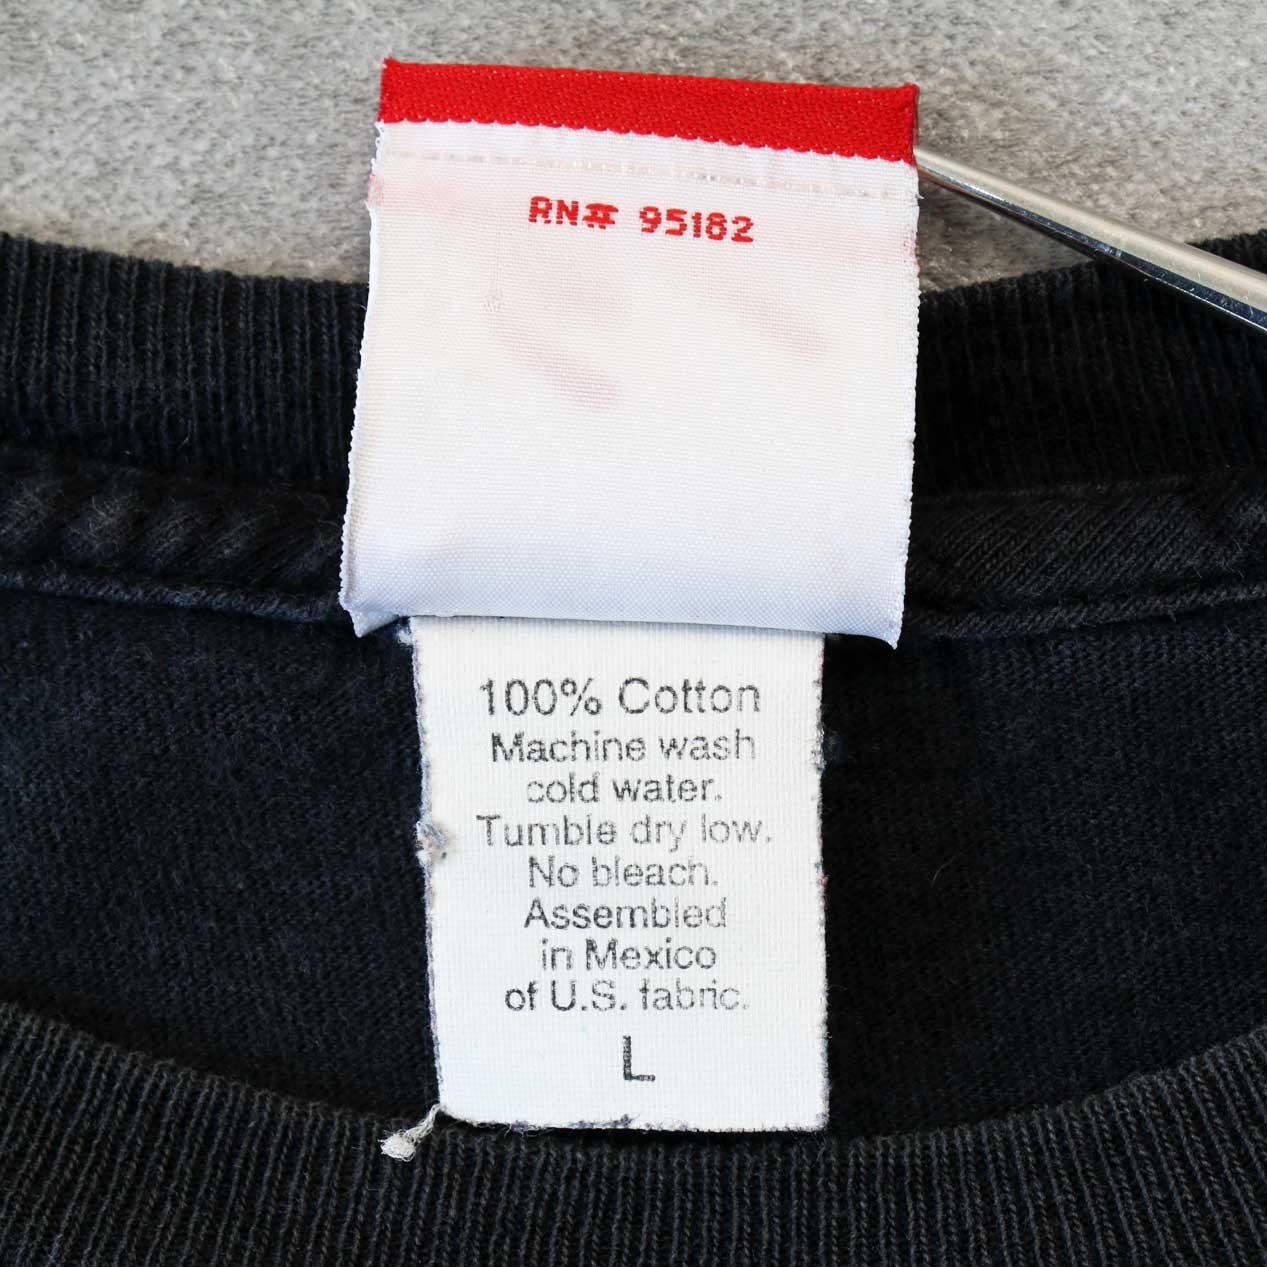 RN# 95182
100% Cotton
Machine wash
cold water.
Tumble dry low.
No bleach.
Assembled
in Mexico
of U.S. fabric.
L